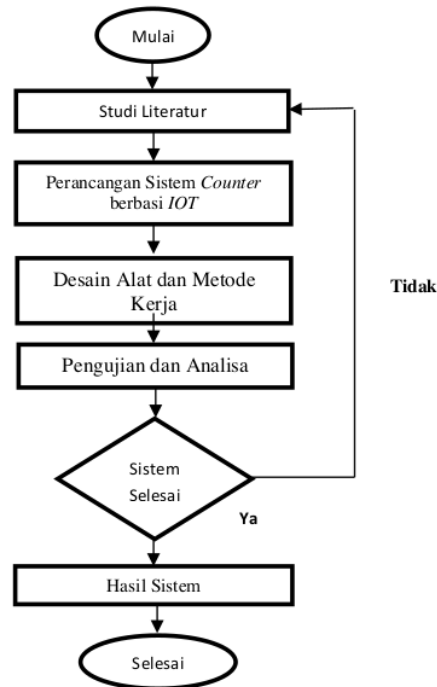 Mulai
Studi Literatur
Perancangan Sistem Counter
berbasi IOT
Desain Alat dan Metode
Kerja
Tidak
Pengujian dan Analisa
Sistem
Selesai
Ya
Hasil Sistem
Selesai